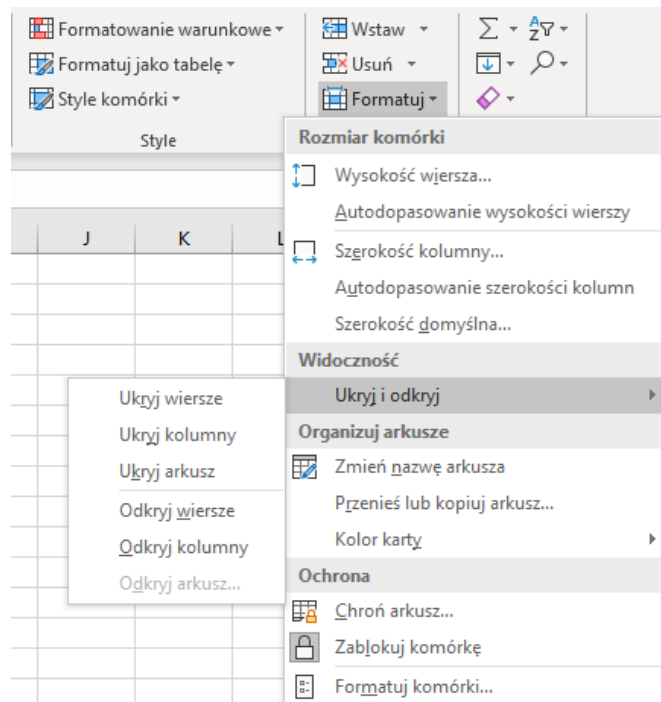 Formatowanie warunkowe
Formatuj jako tabelę
Style komórki
Style
Wstaw
Usuń
Formatuj
J K L
Rozmiar komórki
Wysokość wiersza...
Autodopasowanie wysokości wierszy
Szerokość kolumny...
Autodopasowanie szerokości kolumn
Szerokość domyślna...
Widoczność
Ukryj i odkryj
Organizuj arkusze
Zmień nazwę arkusza
Przenieś lub kopiuj arkusz...
Kolor karty
Ochrona
Chroń arkusz...
Zablokuj komórkę
Formatuj komórki...
Ukryj wiersze
Ukryj kolumny
Ukryj arkusz
Odkryj wiersze
Odkryj kolumny
Odkryj arkusz...